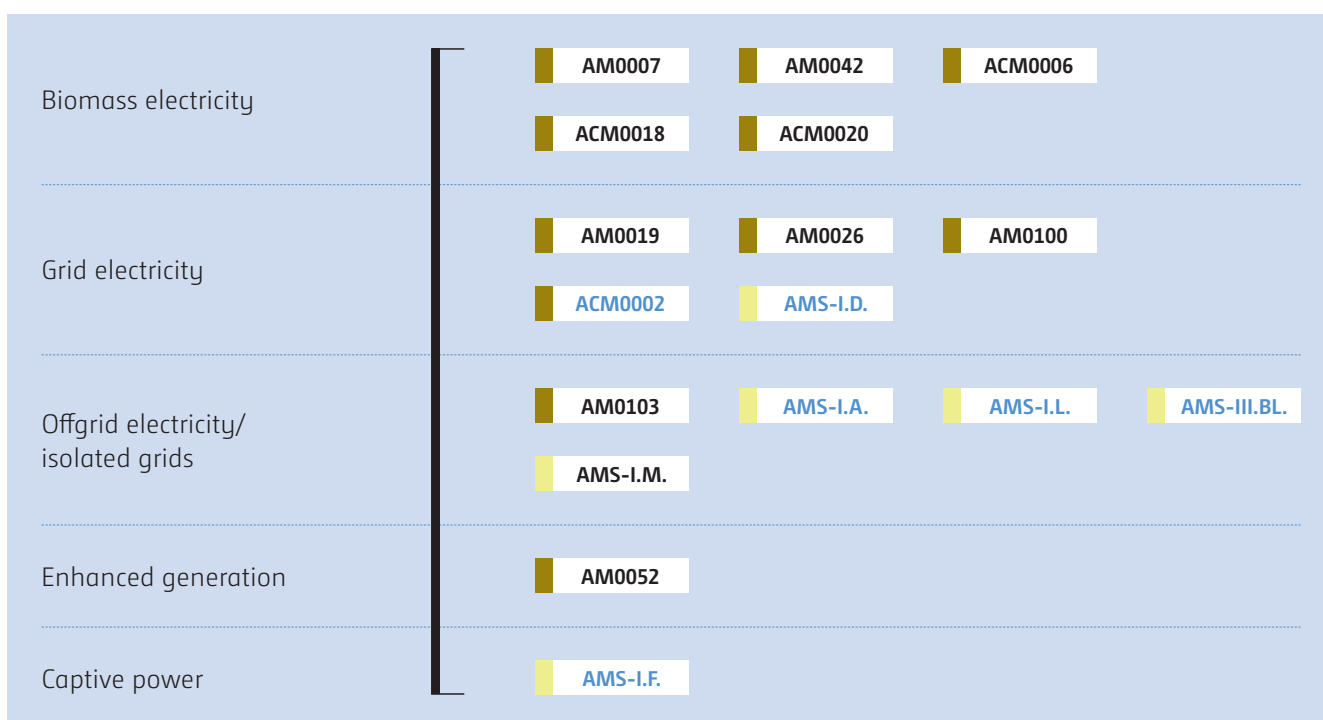 Biomass electricity
AM0007
AM0042
ACM0006
ACM0018
ACM0020
Grid electricity
AM0019
AM0026
AM0100
ACM0002
AMS-I.D.
Offgrid electricity/
isolated grids
AM0103
AMS-I.A.
AMS-I.L.
AMS-III.BL.
AMS-I.M.
Enhanced generation
AM0052
Captive power
AMS-I.F.